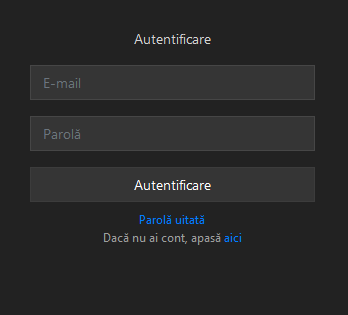 Autentificare
E-mail
Parolă
Autentificare
Parolă uitată
Dacă nu ai cont, apasă aici